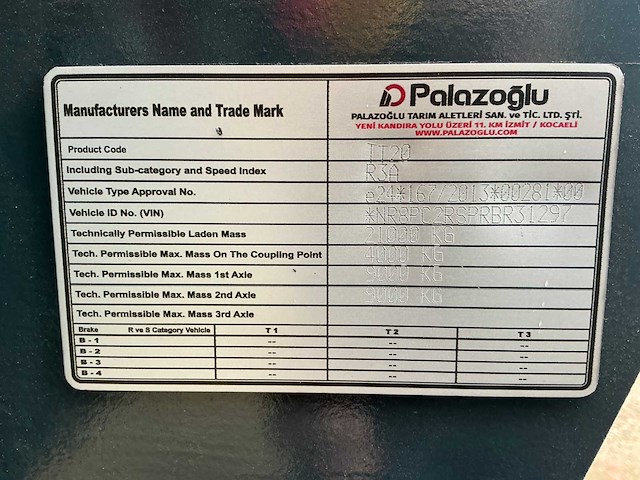 Palazoğlu
Manufacturers Name and Trade Mark
PALAZOĞLU TARIM ALETLERİ SAN. ve TİC. LTD. ŞTİ.
YENİ KANDIRA YOLU ÜZERİ 11. KM İZMİT / KOCAELİ
WWW.PALAZOGLU.COM
Product Code TT20
Including Sub-category and Speed Index R3A
Vehicle Type Approval No. e24*167/2013*00281*00
Vehicle ID No. (VIN) *NR8PC2RSPRBR31297
Technically Permissible Laden Mass 21000 KG
Tech. Permissible Max. Mass On The Coupling Point 4000 KG
Tech. Permissible Max. Mass 1st Axle 9000 KG
Tech. Permissible Max. Mass 2nd Axle 9000 KG
Tech. Permissible Max. Mass 3rd Axle
Brake R ve S Category Vehicle T 1 T 2 T 3
B - 1 -- -- --
B - 2 -- -- --
B - 3 -- -- --
B - 4 -- -- --